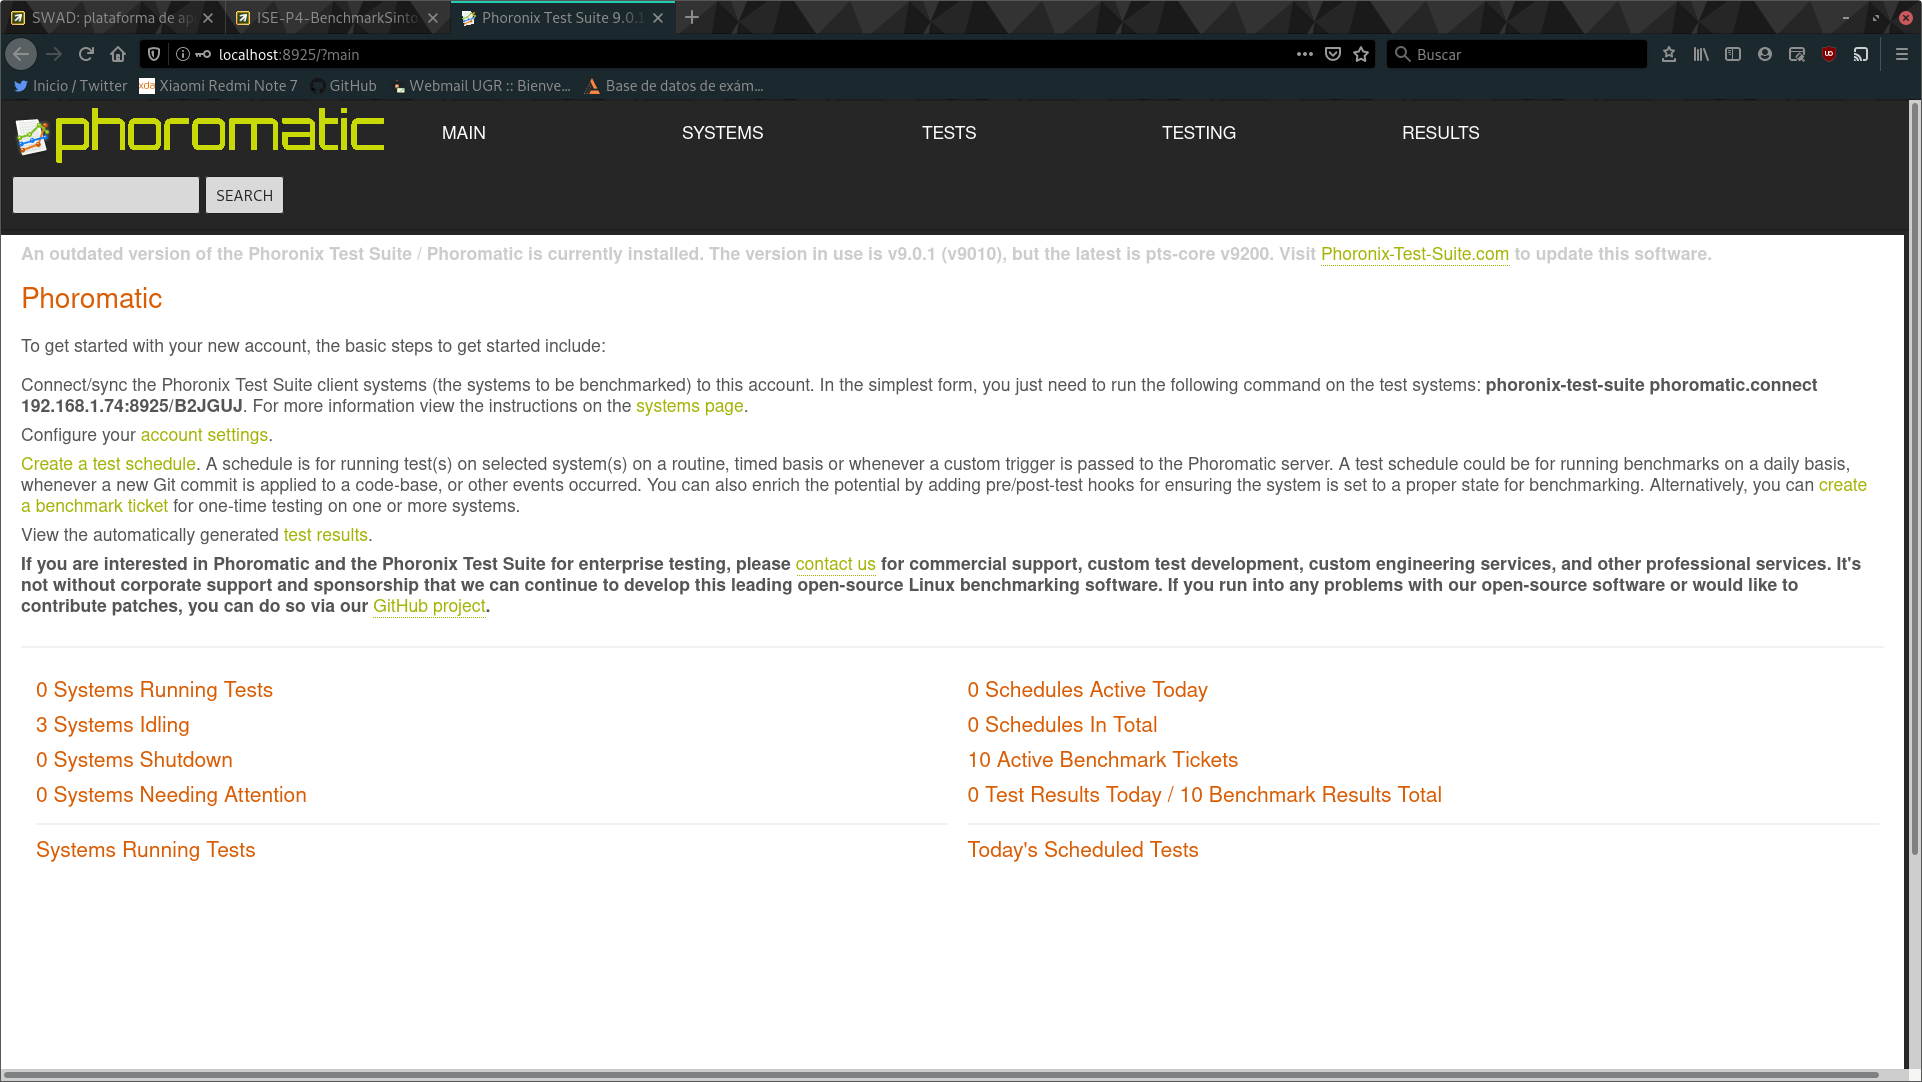 SWAD: plataforma de ap
ISE-P4-BenchmarkSinto
Phoronix Test Suite 9.0.1
localhost:8925/?main
Buscar
Inicio / Twitter
Xiaomi Redmi Note 7
GitHub
Webmail UGR :: Bienve…
Base de datos de exám…
phoromatic
MAIN
SYSTEMS
TESTS
TESTING
RESULTS
SEARCH
An outdated version of the Phoronix Test Suite / Phoromatic is currently installed. The version in use is v9.0.1 (v9010), but the latest is pts-core v9200. Visit Phoronix-Test-Suite.com to update this software.
Phoromatic
To get started with your new account, the basic steps to get started include:
Connect/sync the Phoronix Test Suite client systems (the systems to be benchmarked) to this account. In the simplest form, you just need to run the following command on the test systems: phoronix-test-suite phoromatic.connect
192.168.1.74:8925/B2JGUJ. For more information view the instructions on the systems page.
Configure your account settings.
Create a test schedule. A schedule is for running test(s) on selected system(s) on a routine, timed basis or whenever a custom trigger is passed to the Phoromatic server. A test schedule could be for running benchmarks on a daily basis,
whenever a new Git commit is applied to a code-base, or other events occurred. You can also enrich the potential by adding pre/post-test hooks for ensuring the system is set to a proper state for benchmarking. Alternatively, you can create
a benchmark ticket for one-time testing on one or more systems.
View the automatically generated test results.
If you are interested in Phoromatic and the Phoronix Test Suite for enterprise testing, please contact us for commercial support, custom test development, custom engineering services, and other professional services. It's
not without corporate support and sponsorship that we can continue to develop this leading open-source Linux benchmarking software. If you run into any problems with our open-source software or would like to
contribute patches, you can do so via our GitHub project.
0 Systems Running Tests
3 Systems Idling
0 Systems Shutdown
0 Systems Needing Attention
Systems Running Tests
0 Schedules Active Today
0 Schedules In Total
10 Active Benchmark Tickets
0 Test Results Today / 10 Benchmark Results Total
Today's Scheduled Tests